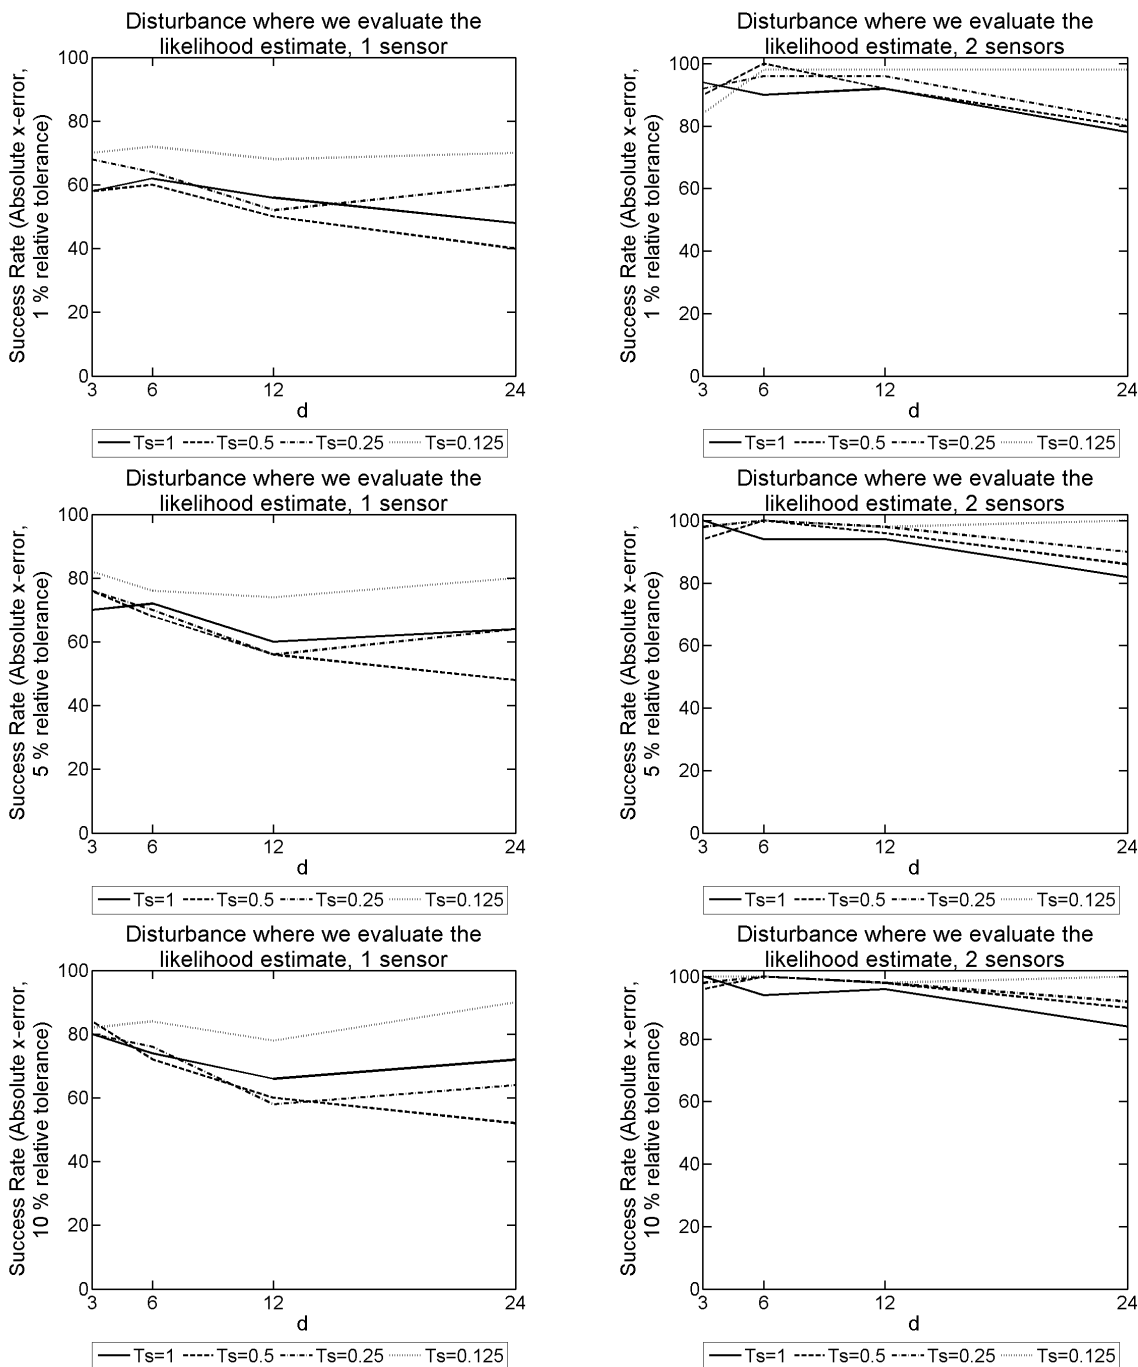 Disturbance where we evaluate the
likelihood estimate, 1 sensor
Success Rate (Absolute x-error,
1 % relative tolerance)
100
80
60
40
20
0
3 6 12 24
d
Ts=1 Ts=0.5 Ts=0.25 Ts=0.125
Disturbance where we evaluate the
likelihood estimate, 2 sensors
Success Rate (Absolute x-error,
1 % relative tolerance)
100
80
60
40
20
0
3 6 12 24
d
Ts=1 Ts=0.5 Ts=0.25 Ts=0.125
Disturbance where we evaluate the
likelihood estimate, 1 sensor
Success Rate (Absolute x-error,
5 % relative tolerance)
100
80
60
40
20
0
3 6 12 24
d
Ts=1 Ts=0.5 Ts=0.25 Ts=0.125
Disturbance where we evaluate the
likelihood estimate, 2 sensors
Success Rate (Absolute x-error,
5 % relative tolerance)
100
80
60
40
20
0
3 6 12 24
d
Ts=1 Ts=0.5 Ts=0.25 Ts=0.125
Disturbance where we evaluate the
likelihood estimate, 1 sensor
Success Rate (Absolute x-error,
10 % relative tolerance)
100
80
60
40
20
0
3 6 12 24
d
Ts=1 Ts=0.5 Ts=0.25 Ts=0.125
Disturbance where we evaluate the
likelihood estimate, 2 sensors
Success Rate (Absolute x-error,
10 % relative tolerance)
100
80
60
40
20
0
3 6 12 24
d
Ts=1 Ts=0.5 Ts=0.25 Ts=0.125